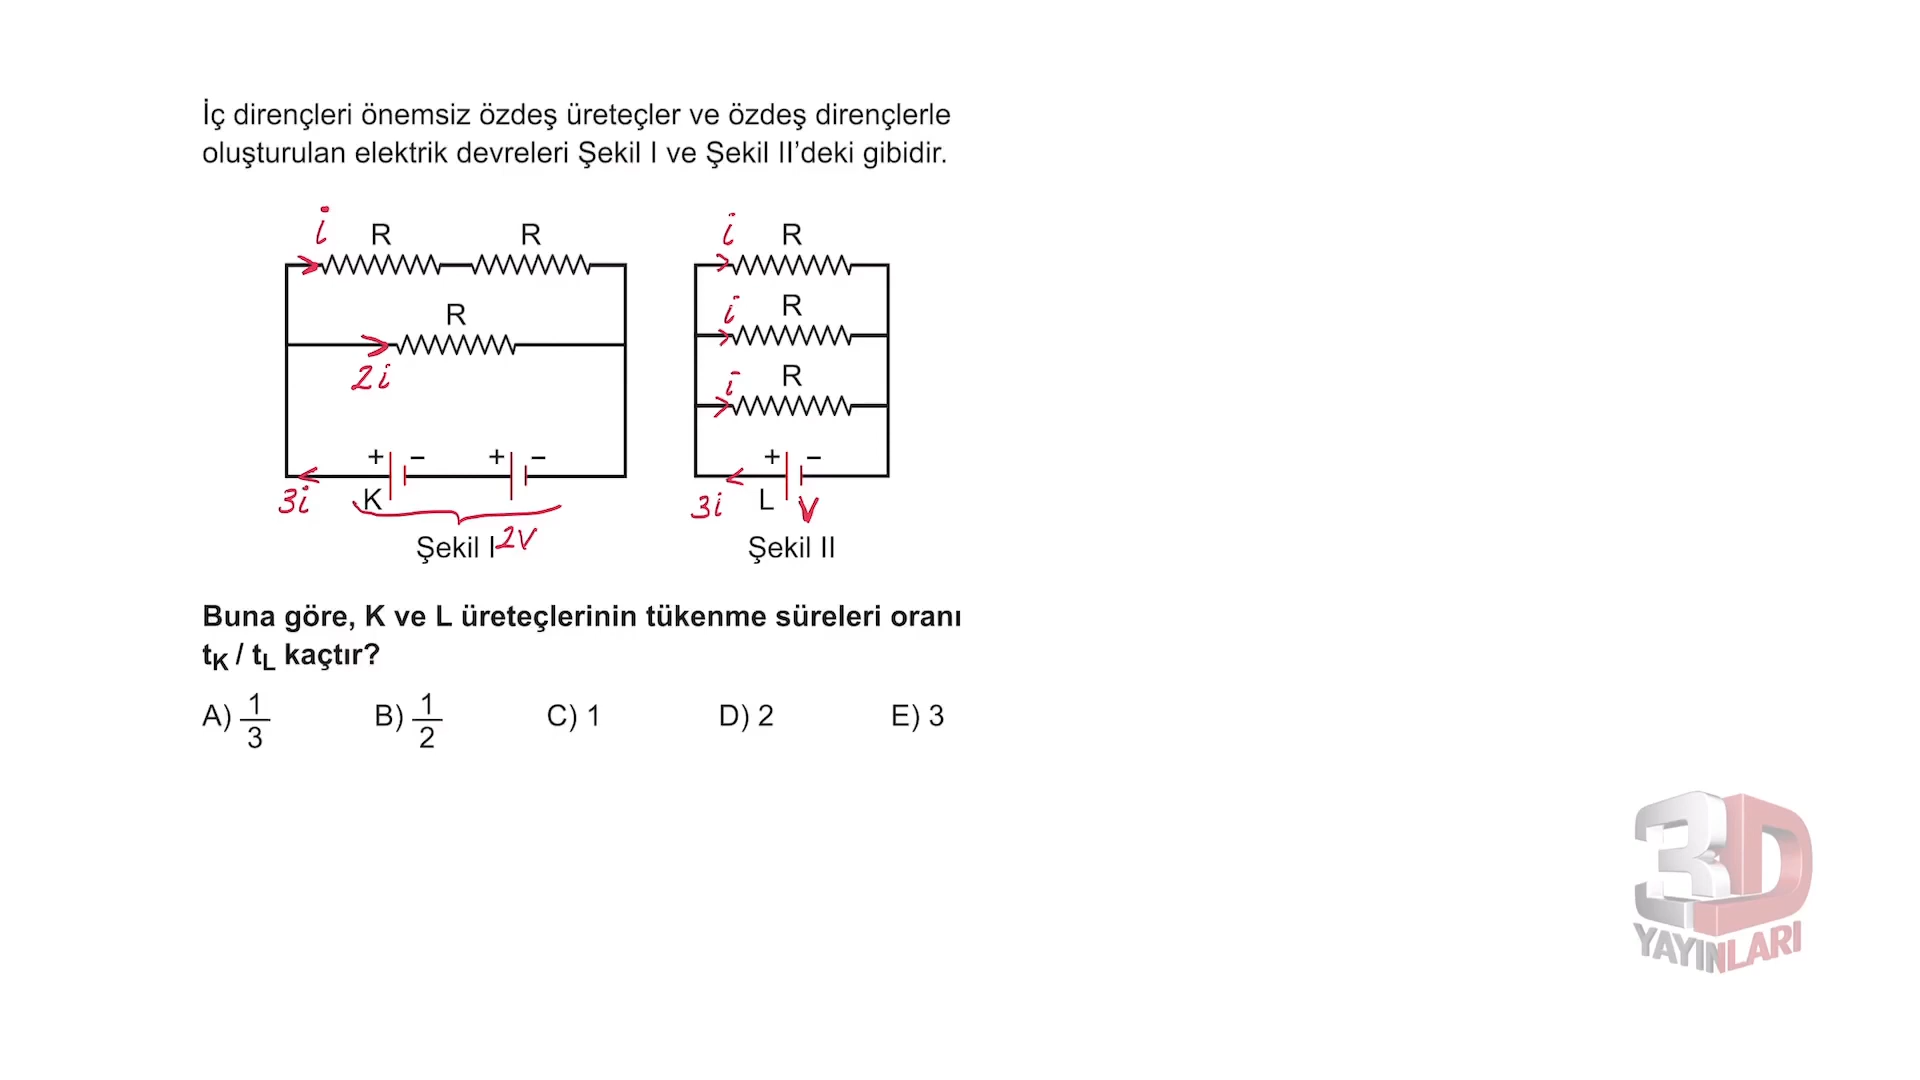 İç dirençleri önemsiz özdeş üreteçler ve özdeş dirençlerle
oluşturulan elektrik devreleri Şekil I ve Şekil II'deki gibidir.
i R R
R
2i
+ − + −
3i K
2V
Şekil I
i R
i R
i R
+ −
3i L V
Şekil II
Buna göre, K ve L üreteçlerinin tükenme süreleri oranı
tK / tL kaçtır?
A) 1/3 B) 1/2 C) 1 D) 2 E) 3
3D
YAYINLARI